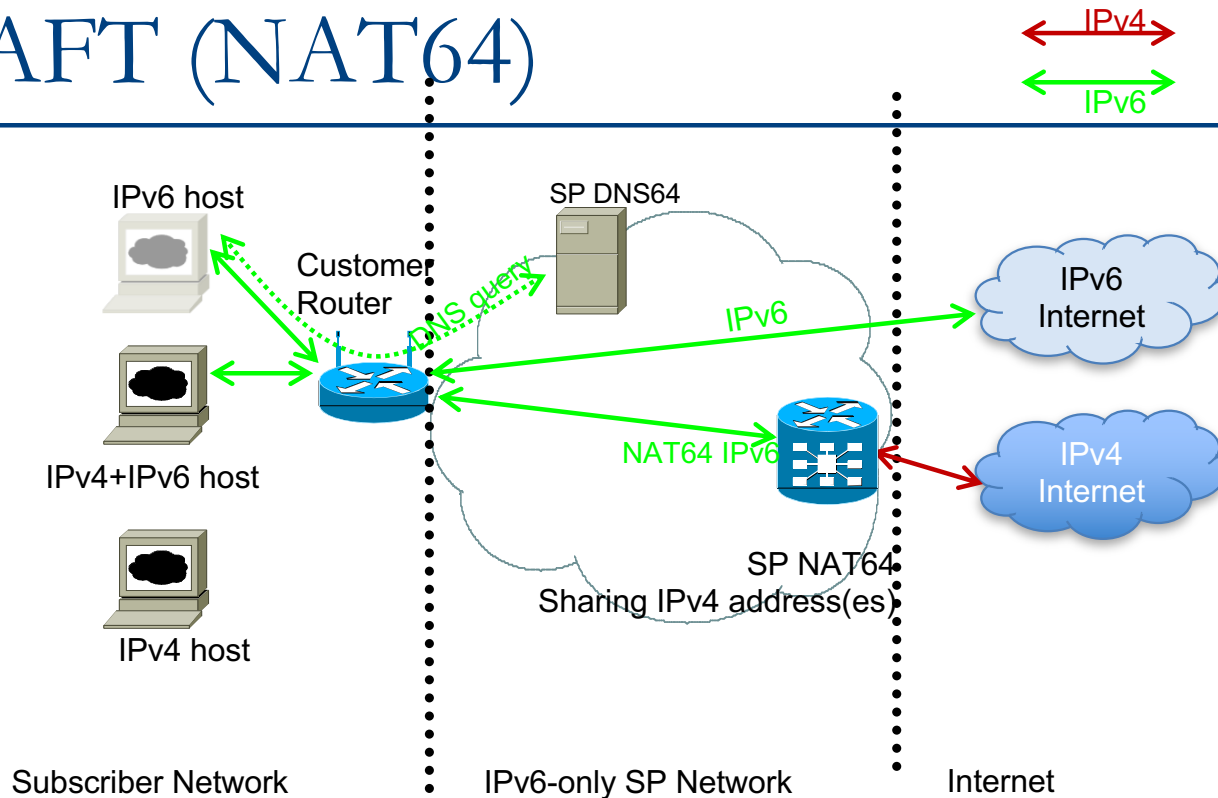 AFT (NAT64)
IPv4
IPv6
IPv6 host
SP DNS64
Customer
Router
DNS query
IPv6
IPv6
Internet
NAT64 IPv6
IPv4
Internet
IPv4+IPv6 host
SP NAT64
Sharing IPv4 address(es)
IPv4 host
Subscriber Network
IPv6-only SP Network
Internet